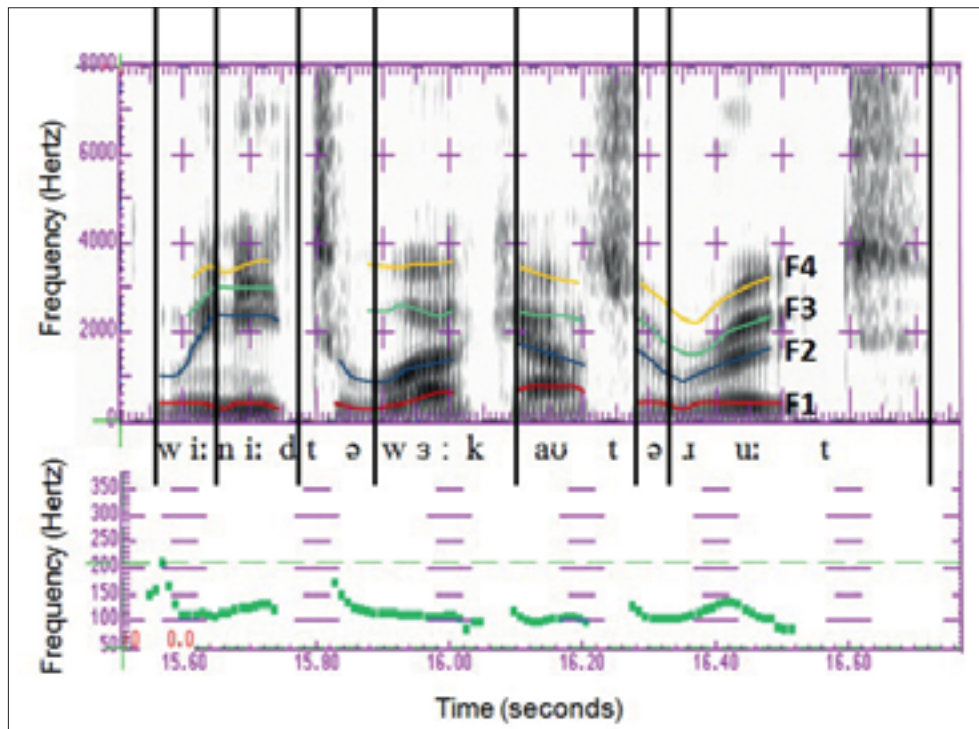 Frequency (Hertz)
8000
6000
4000
2000
0
F4
F3
F2
F1
w iː n iː d t ə w ɜ ː k aʊ t ə ɹ uː t
Frequency (Hertz)
350
300
250
200
150
100
50
0.0
15.60 15.80 16.00 16.20 16.40 16.60
Time (seconds)